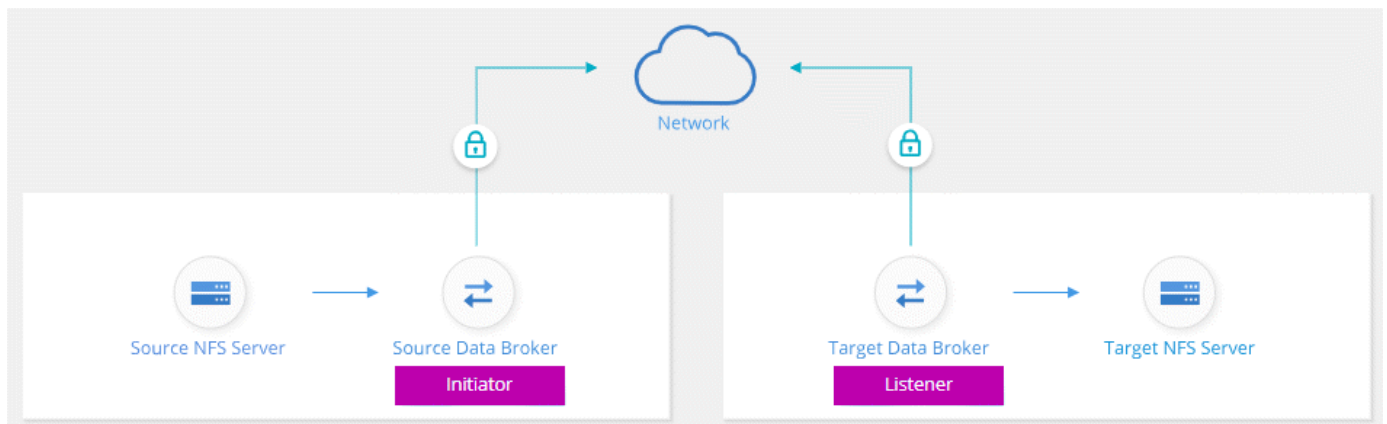 Network
Source NFS Server
Source Data Broker
Target Data Broker
Target NFS Server
Initiator
Listener